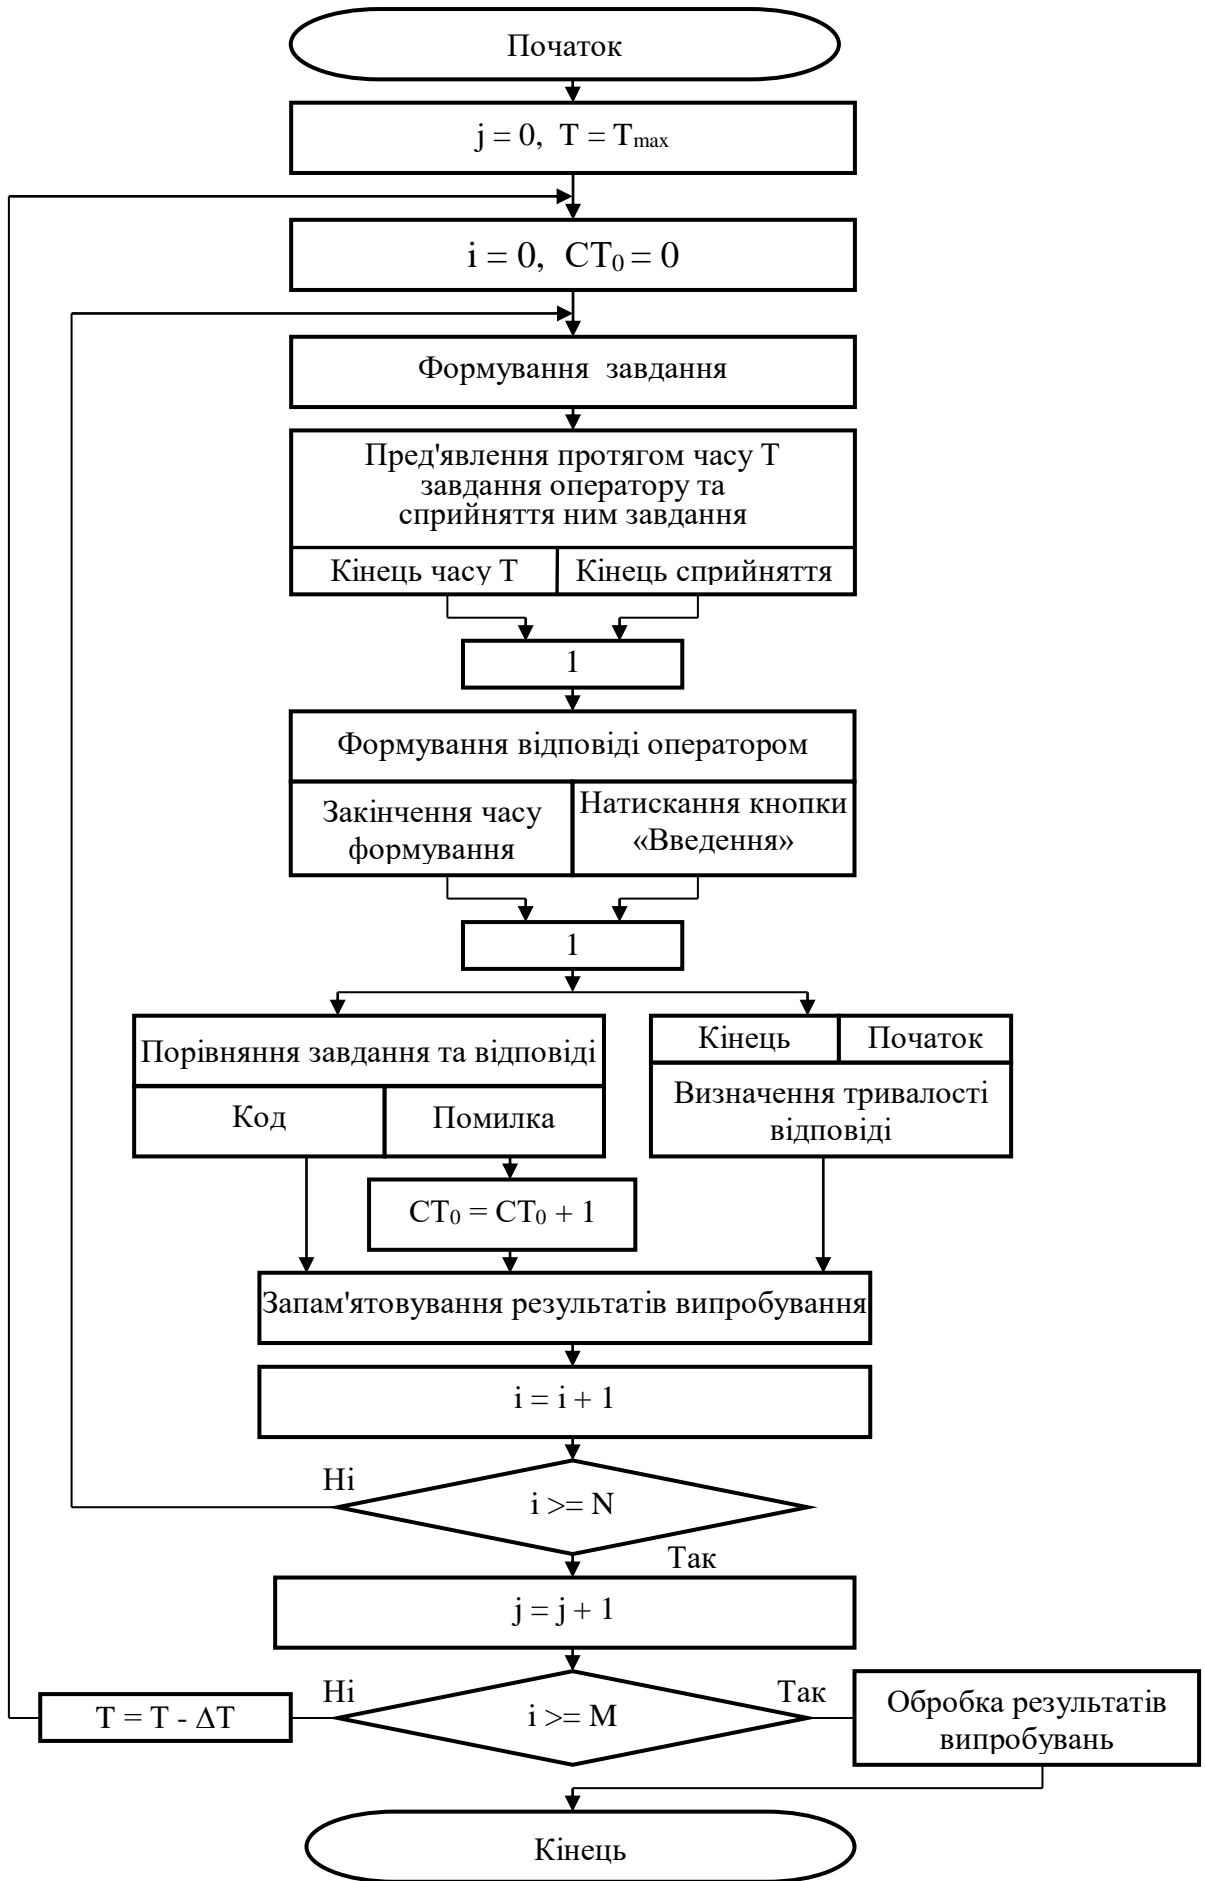 Початок
j = 0, T = Tmax
i = 0, CT0 = 0
Формування завдання
Пред'явлення протягом часу T
завдання оператору та
сприйняття ним завдання
Кінець часу T
Кінець сприйняття
1
Формування відповіді оператором
Закінчення часу
формування
Натискання кнопки
«Введення»
1
Порівняння завдання та відповіді
Код
Помилка
Кінець
Початок
Визначення тривалості
відповіді
CT0 = CT0 + 1
Запам'ятовування результатів випробування
i = i + 1
Ні
i >= N
Так
j = j + 1
T = T - ΔT
Ні
i >= M
Так
Обробка результатів
випробувань
Кінець